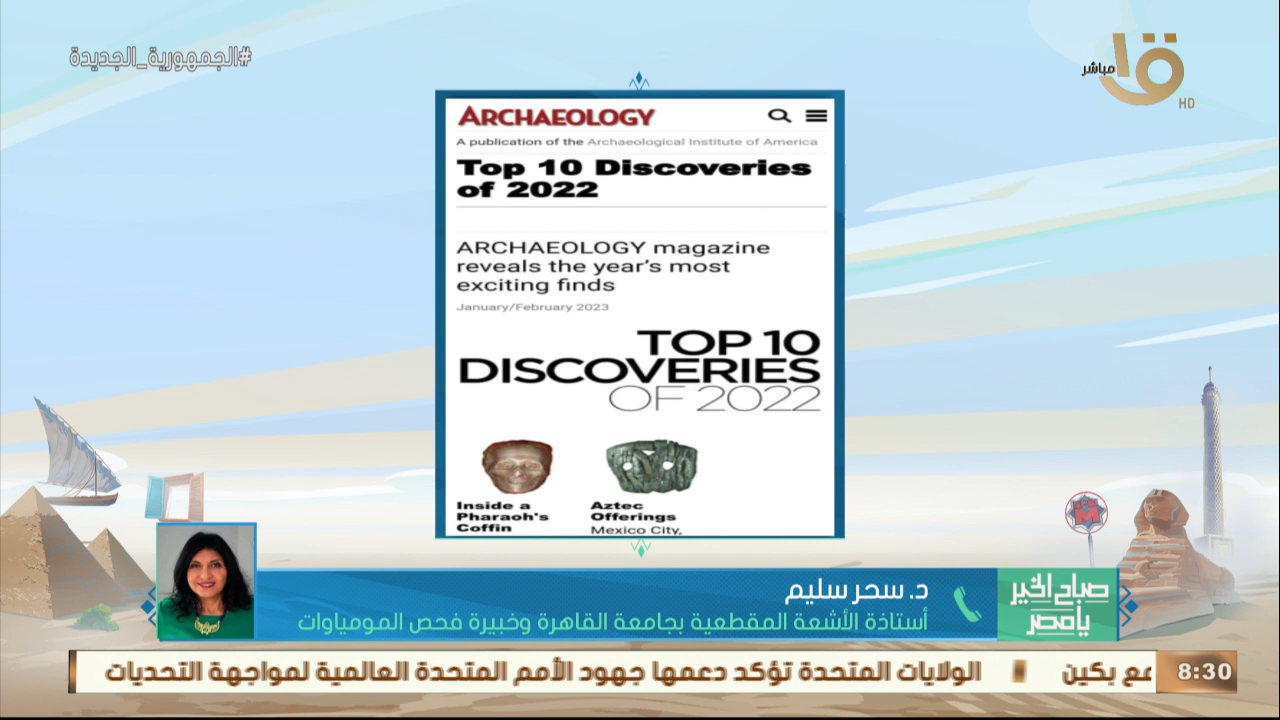 #الجمهورية_الجديدة
مباشر
HD
ARCHAEOLOGY
A publication of the Archaeological Institute of America
Top 10 Discoveries
of 2022
ARCHAEOLOGY magazine
reveals the year's most
exciting finds
January/February 2023
TOP 10
DISCOVERIES
OF 2022
Inside a
Pharaoh's
Coffin
Aztec
Offerings
Mexico City,
صباح الخير
يا مصر
د. سحر سليم
أستاذة الأشعة المقطعية بجامعة القاهرة وخبيرة فحص المومياوات
8:30
مع بكين
الولايات المتحدة تؤكد دعمها جهود الأمم المتحدة العالمية لمواجهة التحديات